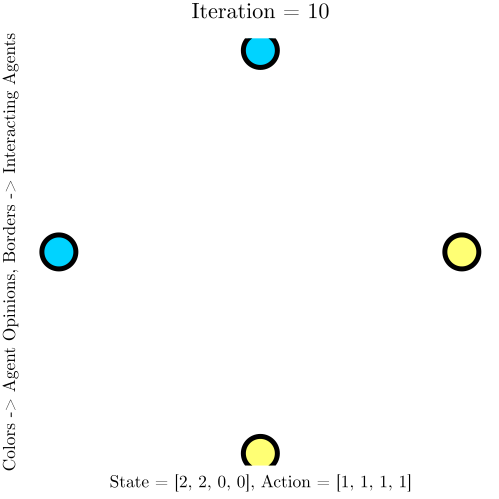 Iteration = 10
Colors -> Agent Opinions, Borders -> Interacting Agents
State = [2, 2, 0, 0], Action = [1, 1, 1, 1]